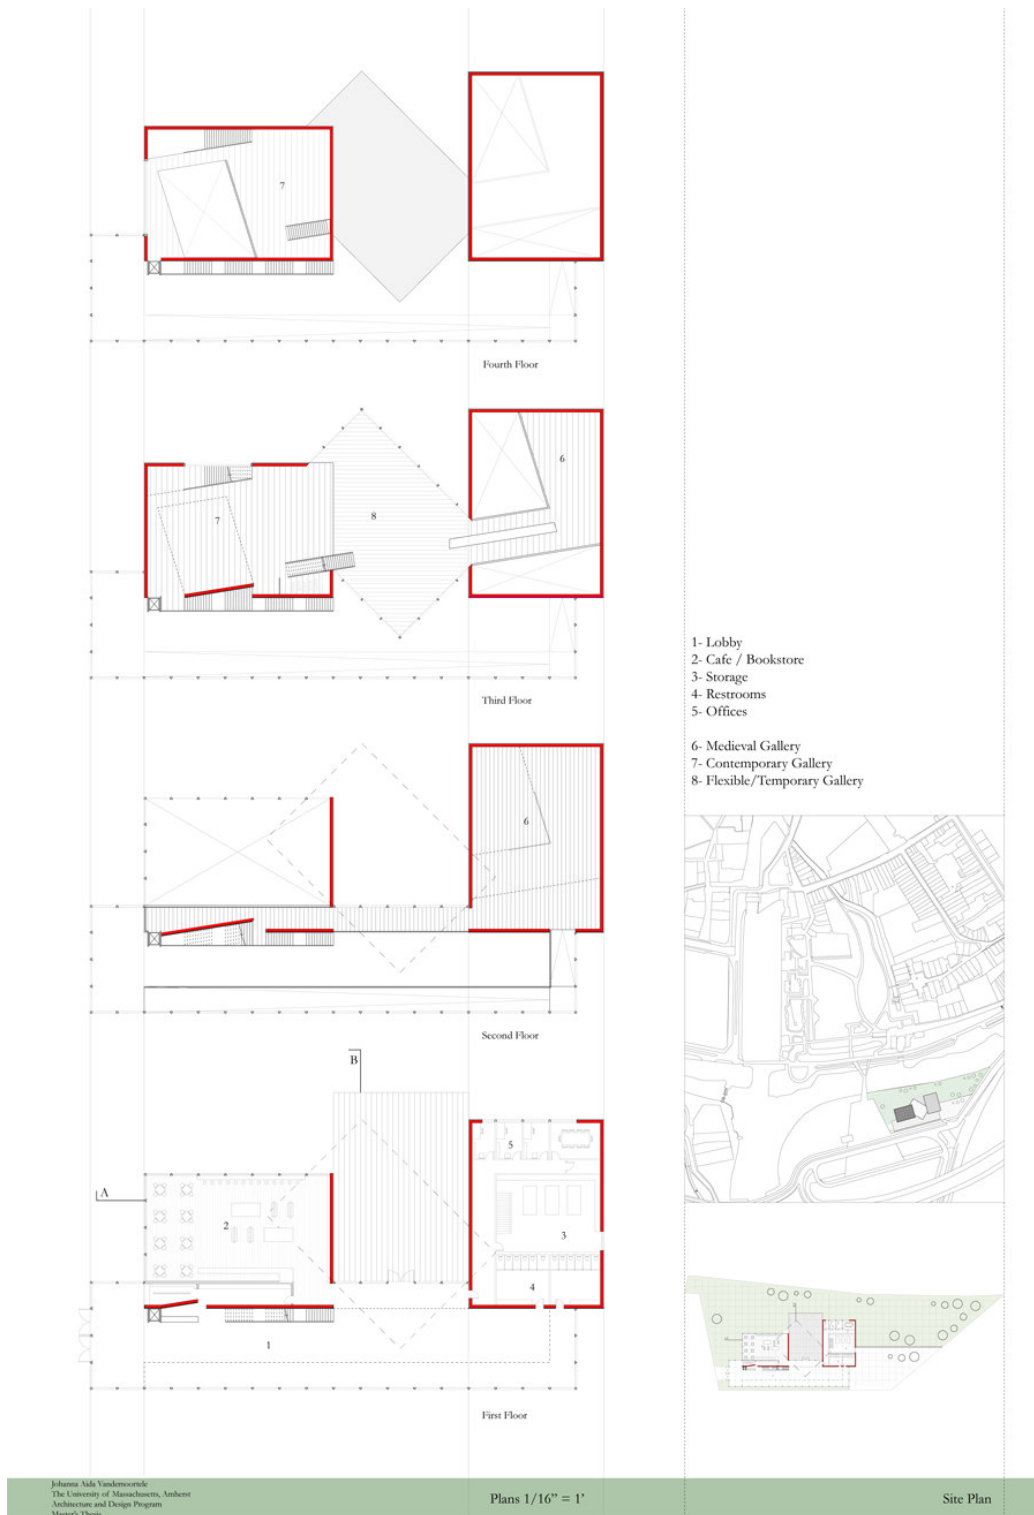 7
Fourth Floor
7
8
6
Third Floor
6
Second Floor
B
A
5
2
3
4
1
First Floor
1- Lobby
2- Cafe / Bookstore
3- Storage
4- Restrooms
5- Offices
6- Medieval Gallery
7- Contemporary Gallery
8- Flexible/Temporary Gallery
Johanna Aida Vandemoortele
The University of Massachusetts, Amherst
Architecture and Design Program
Master's Thesis
Plans 1/16” = 1’
Site Plan